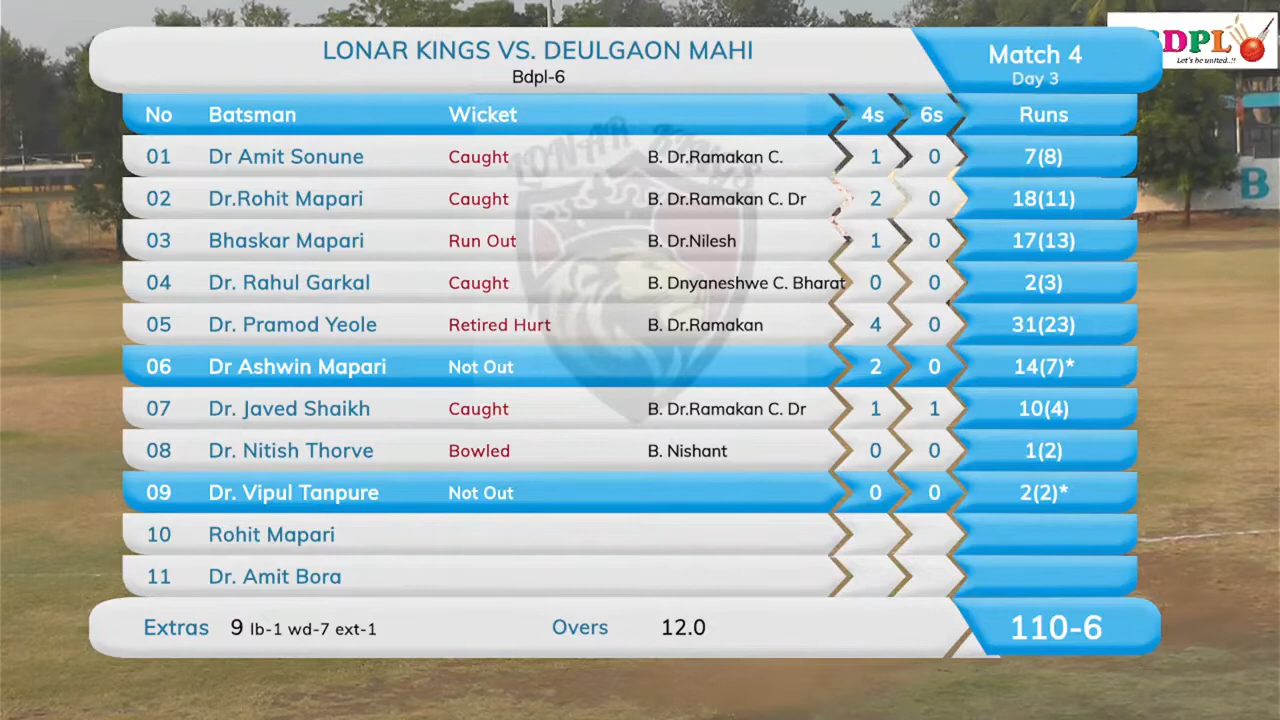 LONAR KINGS VS. DEULGAON MAHI
Bdpl-6
Match 4
Day 3
BDPL
Let's be united..!!
No Batsman Wicket 4s 6s Runs
01 Dr Amit Sonune Caught B. Dr.Ramakan C. 1 0 7(8)
02 Dr.Rohit Mapari Caught B. Dr.Ramakan C. Dr 2 0 18(11)
03 Bhaskar Mapari Run Out B. Dr.Nilesh 1 0 17(13)
04 Dr. Rahul Garkal Caught B. Dnyaneshwe C. Bharat 0 0 2(3)
05 Dr. Pramod Yeole Retired Hurt B. Dr.Ramakan 4 0 31(23)
06 Dr Ashwin Mapari Not Out 2 0 14(7)*
07 Dr. Javed Shaikh Caught B. Dr.Ramakan C. Dr 1 1 10(4)
08 Dr. Nitish Thorve Bowled B. Nishant 0 0 1(2)
09 Dr. Vipul Tanpure Not Out 0 0 2(2)*
10 Rohit Mapari
11 Dr. Amit Bora
Extras 9 lb-1 wd-7 ext-1 Overs 12.0 110-6
LONAR KINGS
B